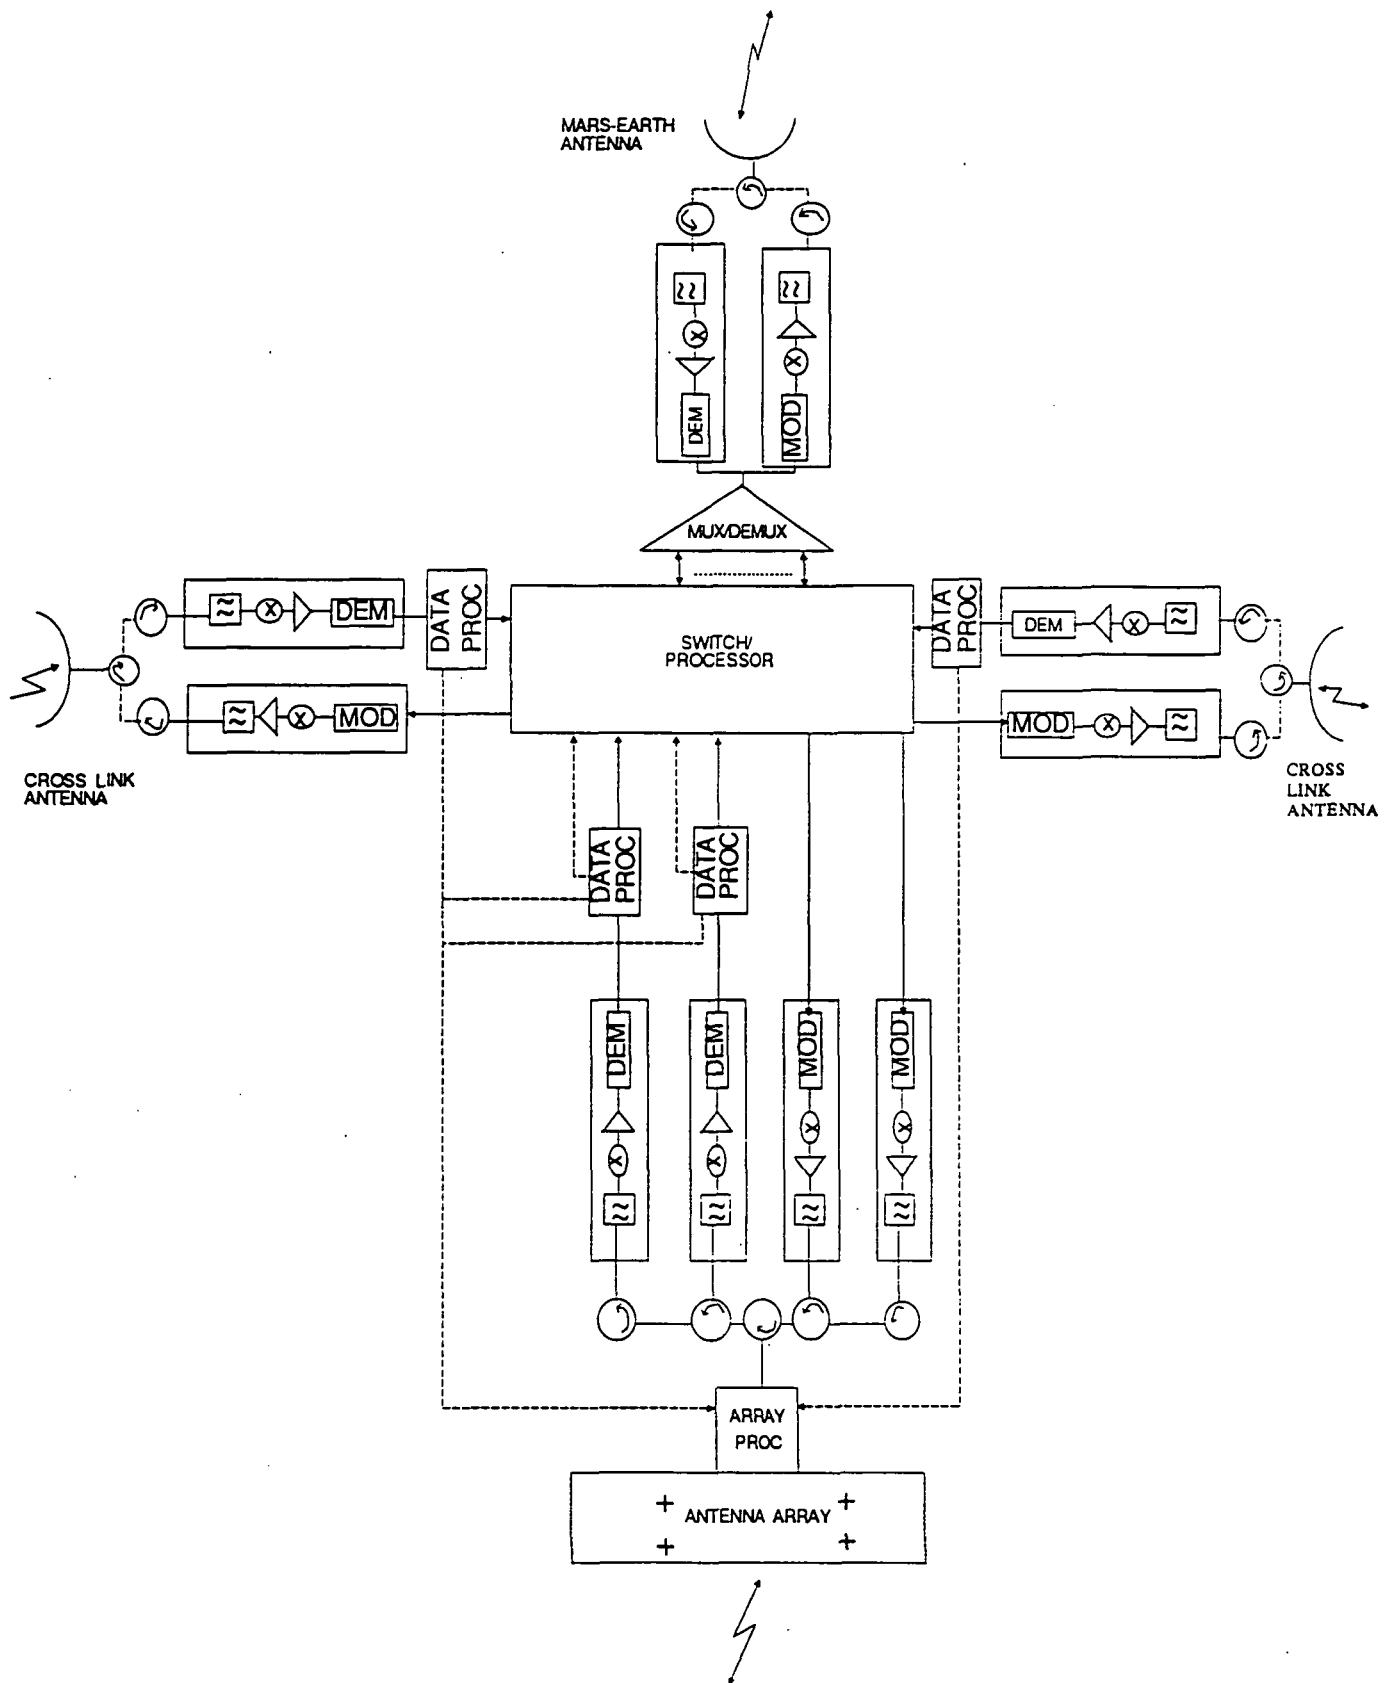 MARS-EARTH
ANTENNA
DEM
MOD
MUX/DEMUX
DEM
DATA
PROC
SWITCH/
PROCESSOR
DATA
PROC
DEM
MOD
MOD
CROSS LINK
ANTENNA
CROSS
LINK
ANTENNA
DATA
PROC
DATA
PROC
DEM
DEM
MOD
MOD
ARRAY
PROC
ANTENNA ARRAY